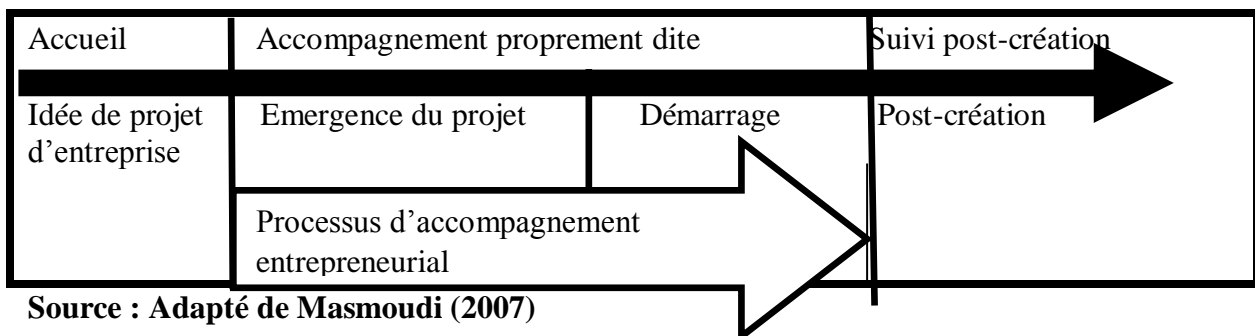 Accueil
Accompagnement proprement dite
Suivi post-création
Idée de projet
d’entreprise
Emergence du projet
Démarrage
Post-création
Processus d’accompagnement
entrepreneurial
Source : Adapté de Masmoudi (2007)